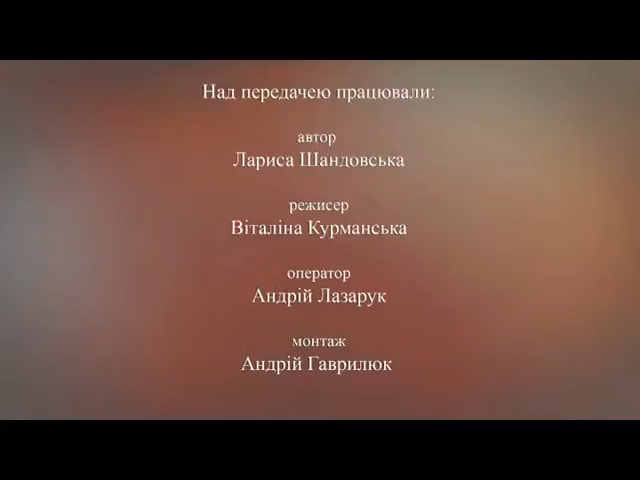 Над передачею працювали:
автор
Лариса Шандовська
режисер
Віталіна Курманська
оператор
Андрій Лазарук
монтаж
Андрій Гаврилюк